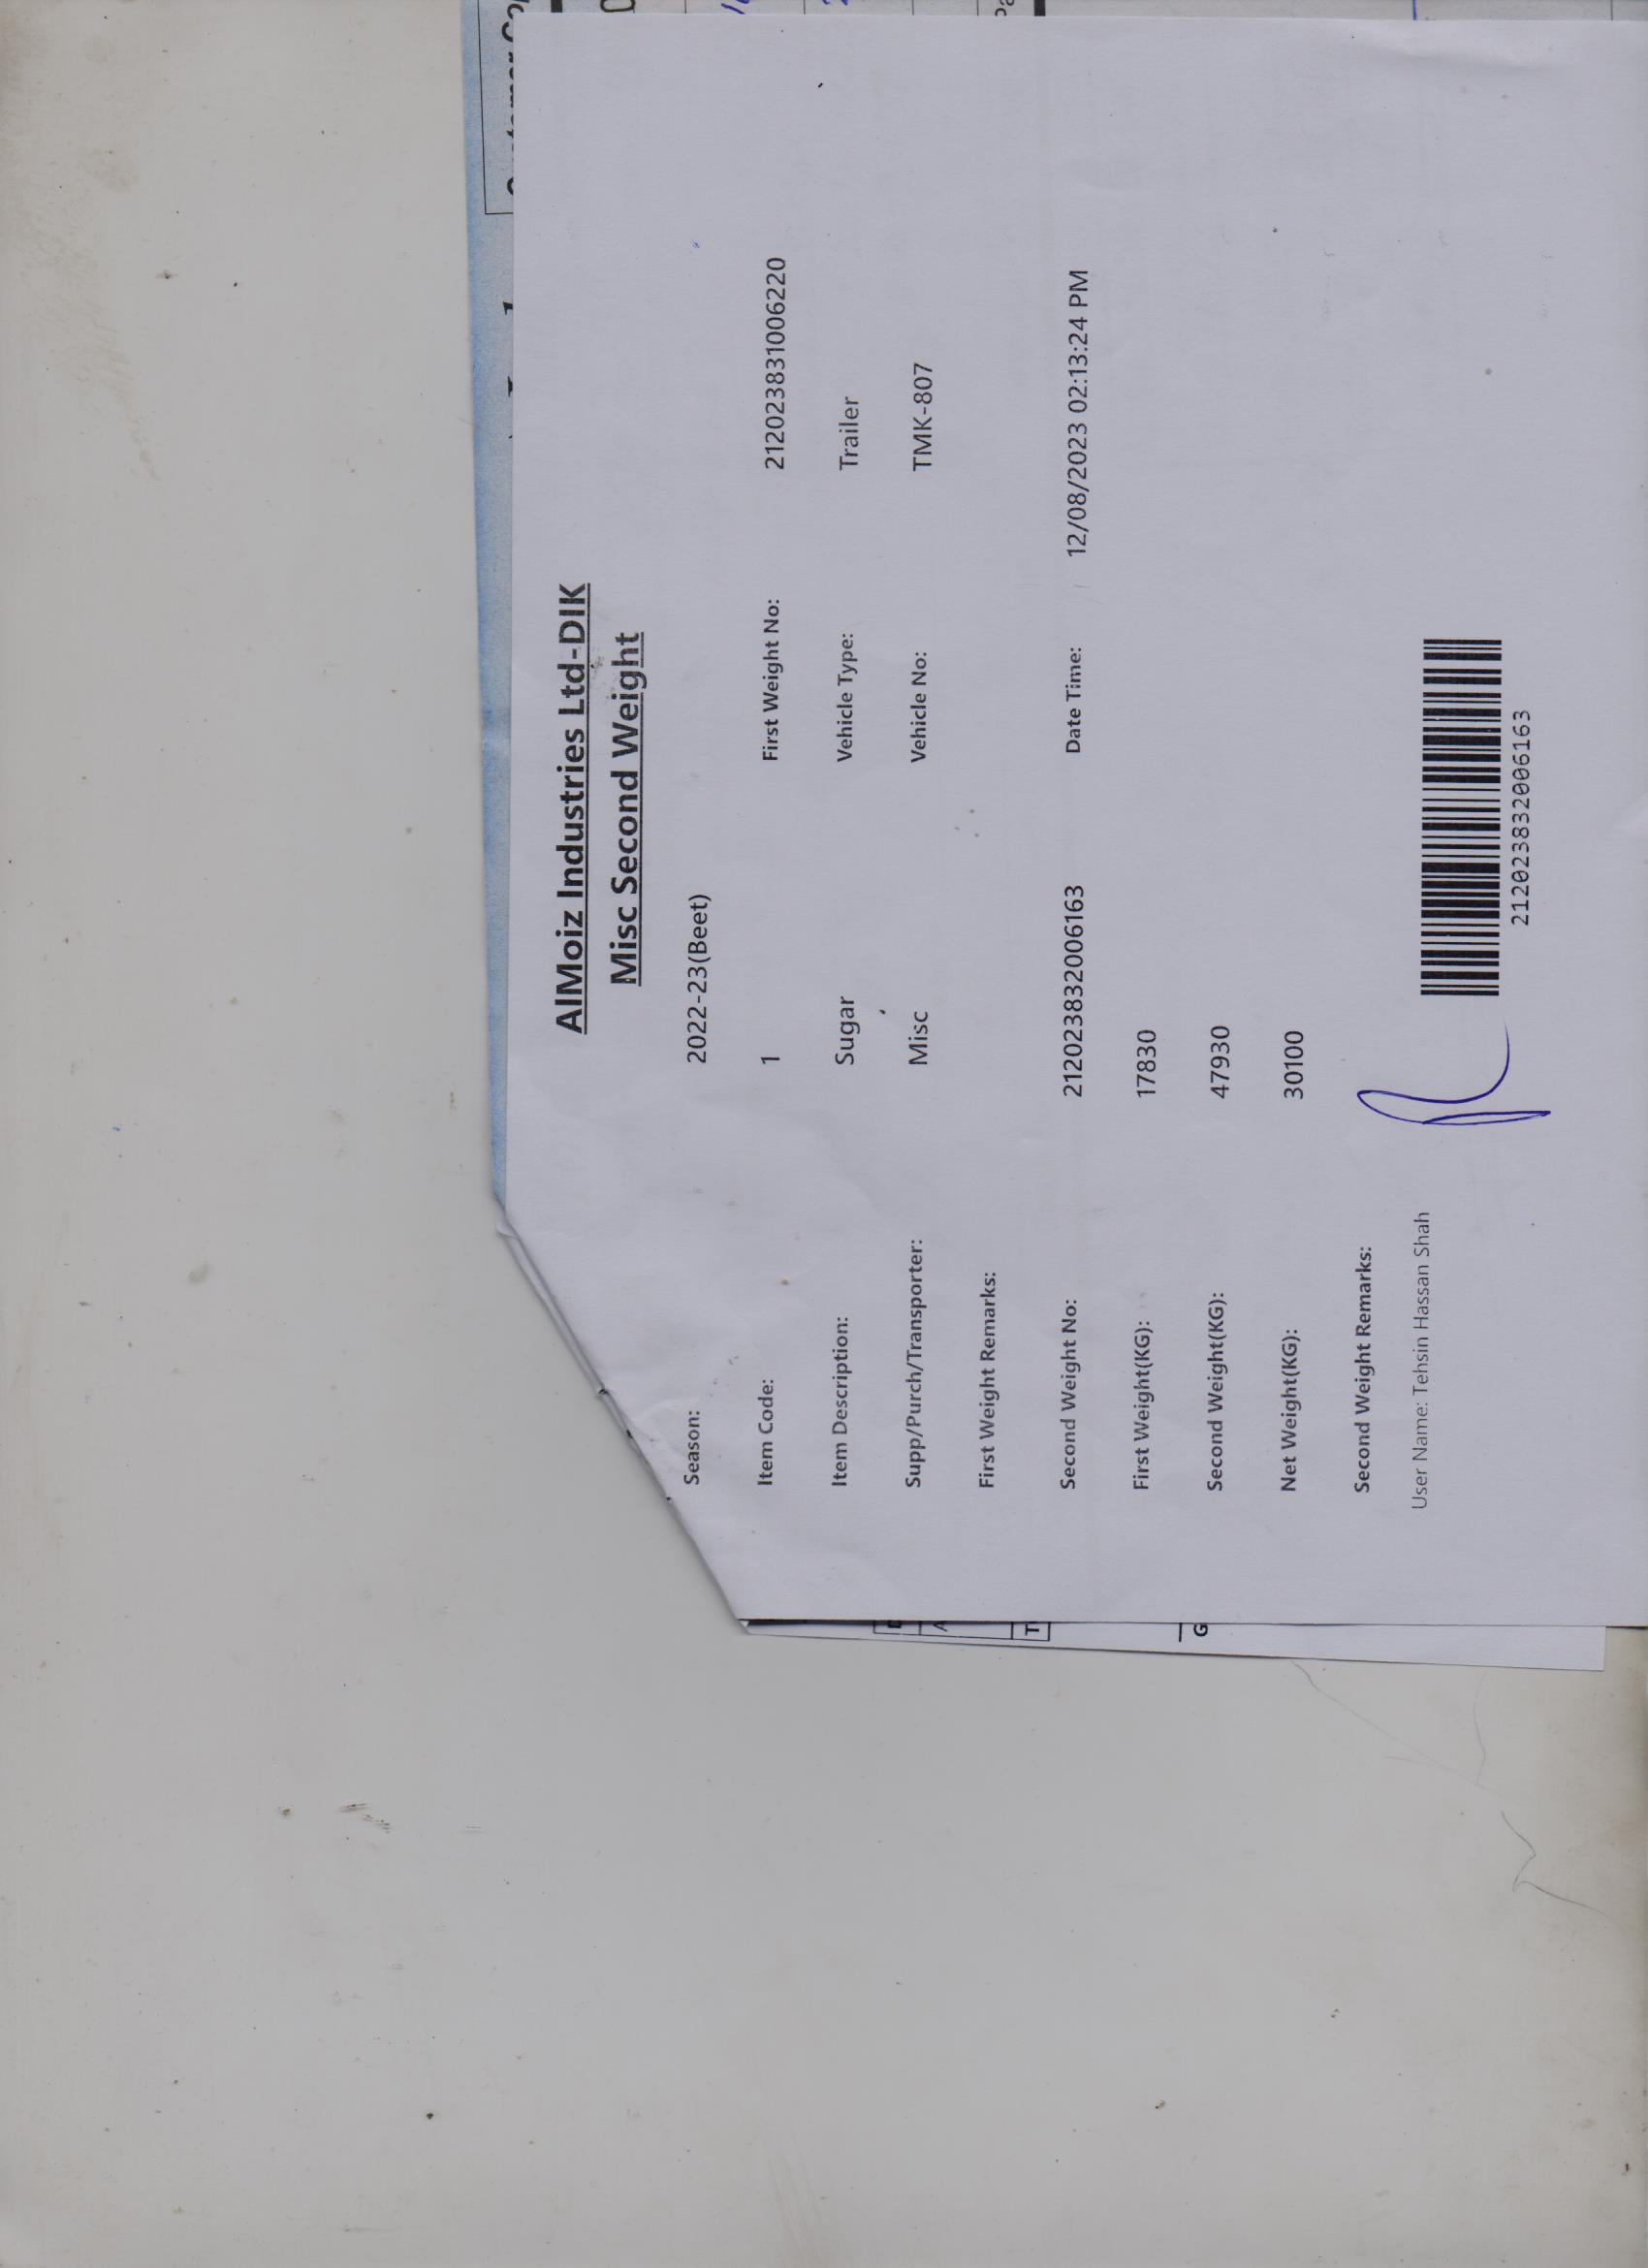 AlMoiz Industries Ltd-DIK
Misc Second Weight
Season: 2022-23(Beet)
Item Code: 1 First Weight No: 212023831006220
Item Description: Sugar Vehicle Type: Trailer
Supp/Purch/Transporter: Misc Vehicle No: TMK-807
First Weight Remarks:
Second Weight No: 212023832006163 Date Time: 12/08/2023 02:13:24 PM
First Weight(KG): 17830
Second Weight(KG): 47930
Net Weight(KG): 30100
Second Weight Remarks:
User Name: Tehsin Hassan Shah
212023832006163